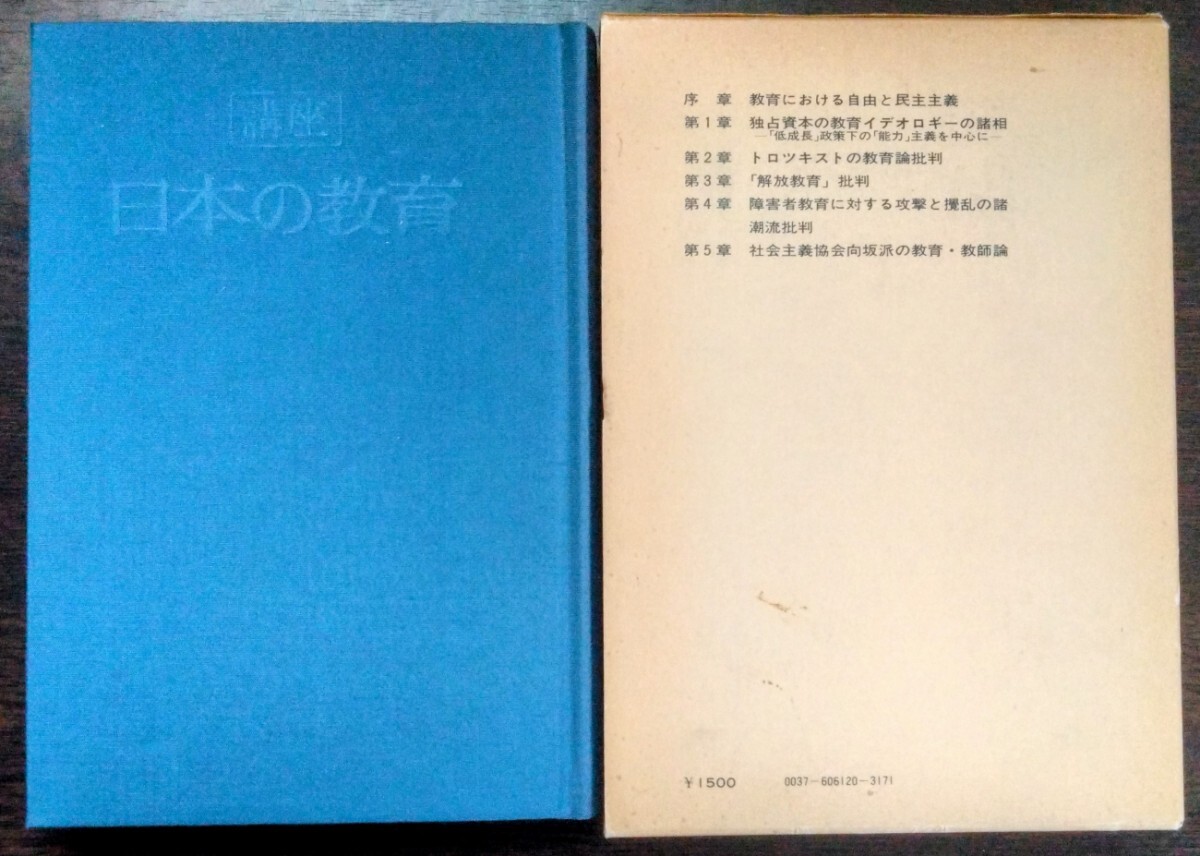 講座
日本の教育
序章 教育における自由と民主主義
第1章 独占資本の教育イデオロギーの諸相
―「低成長」政策下の「能力」主義を中心に―
第2章 トロツキストの教育論批判
第3章 「解放教育」批判
第4章 障害者教育に対する攻撃と攪乱の諸
潮流批判
第5章 社会主義協会向坂派の教育・教師論
¥1500 0037-606120-3171